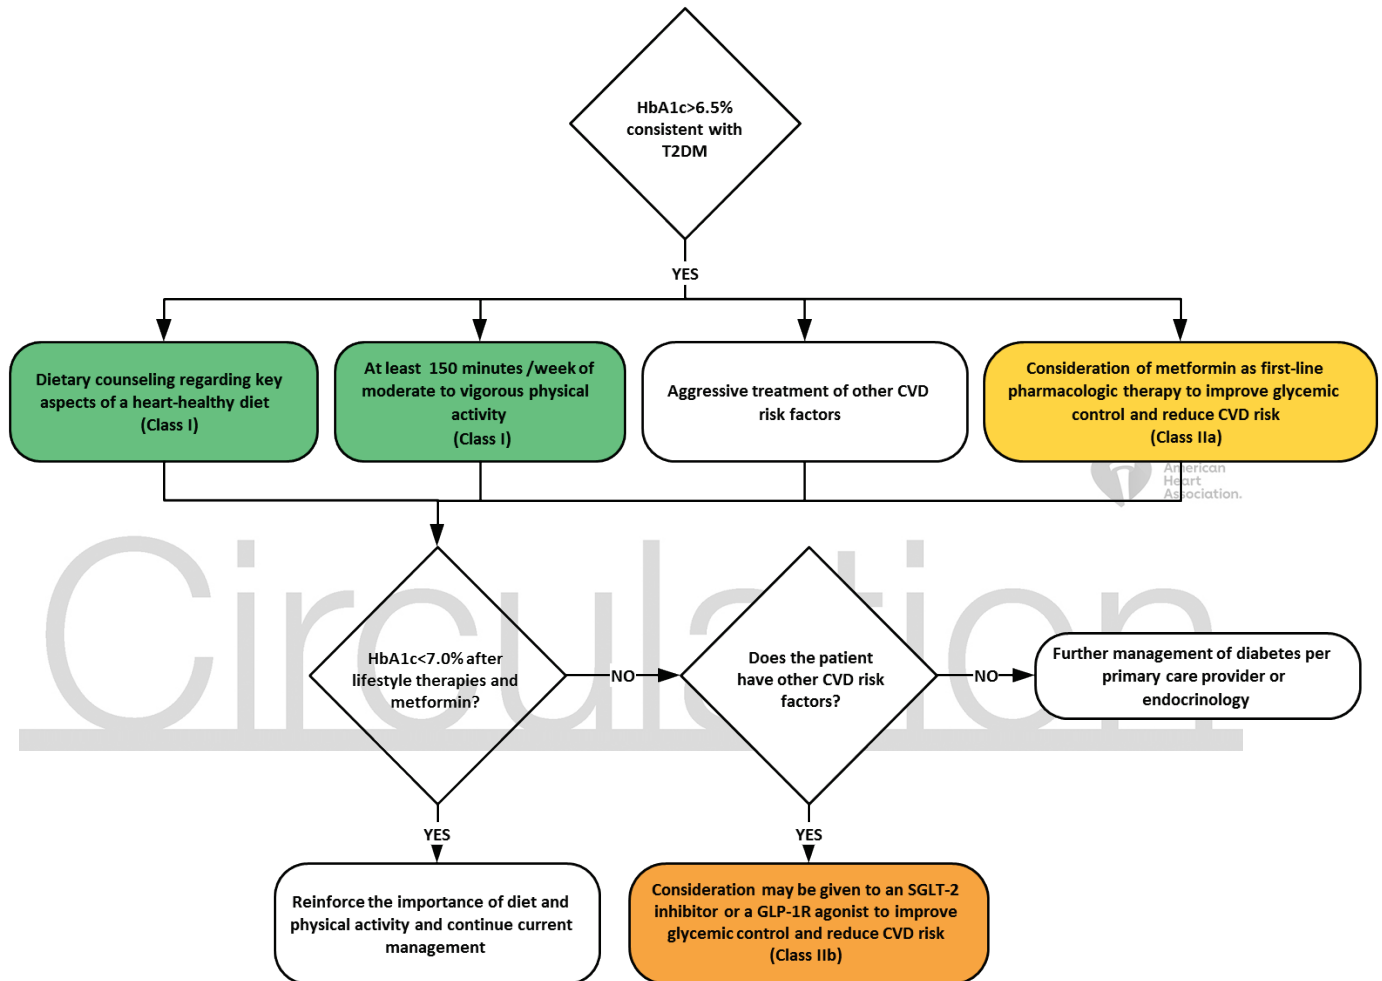 HbA1c>6.5%
consistent with
T2DM
YES
Dietary counseling regarding key
aspects of a heart-healthy diet
(Class I)
At least 150 minutes /week of
moderate to vigorous physical
activity
(Class I)
Aggressive treatment of other CVD
risk factors
Consideration of metformin as first-line
pharmacologic therapy to improve glycemic
control and reduce CVD risk
(Class IIa)
American
Heart
Association.
Circulation
HbA1c<7.0% after
lifestyle therapies and
metformin?
NO
Does the patient
have other CVD risk
factors?
NO
Further management of diabetes per
primary care provider or
endocrinology
YES
YES
Reinforce the importance of diet and
physical activity and continue current
management
Consideration may be given to an SGLT-2
inhibitor or a GLP-1R agonist to improve
glycemic control and reduce CVD risk
(Class IIb)